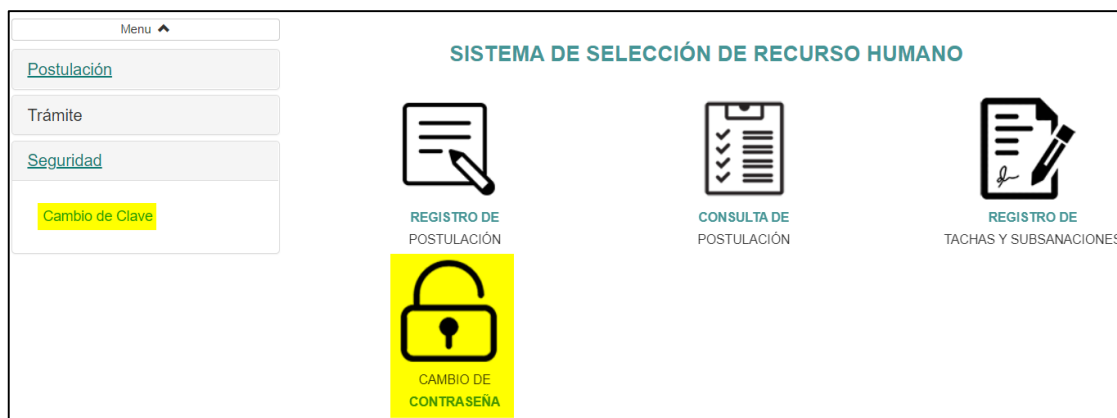 Menu
Postulación
Trámite
Seguridad
Cambio de Clave
SISTEMA DE SELECCIÓN DE RECURSO HUMANO
REGISTRO DE
POSTULACIÓN
CONSULTA DE
POSTULACIÓN
REGISTRO DE
TACHAS Y SUBSANACIONES
CAMBIO DE
CONTRASEÑA